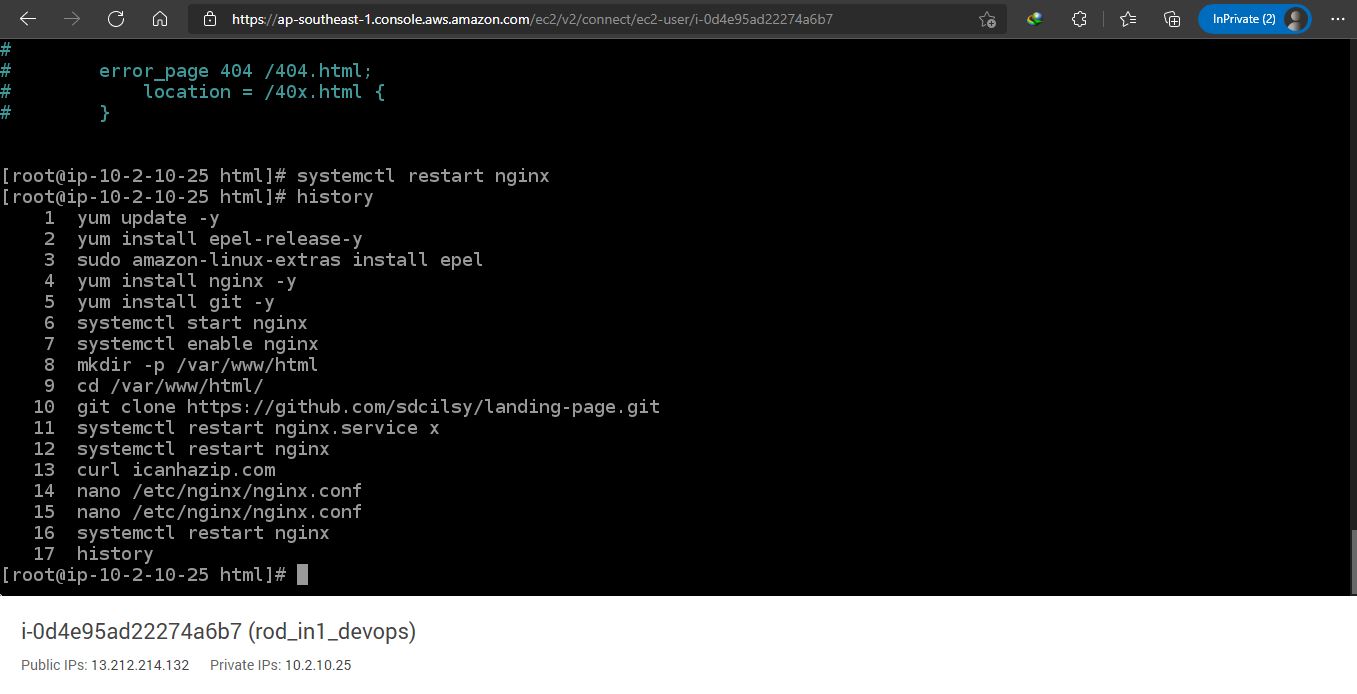 https://ap-southeast-1.console.aws.amazon.com/ec2/v2/connect/ec2-user/i-0d4e95ad22274a6b7
InPrivate (2)
#
#        error_page 404 /404.html;
#            location = /40x.html {
#        }
[root@ip-10-2-10-25 html]# systemctl restart nginx
[root@ip-10-2-10-25 html]# history
    1  yum update -y
    2  yum install epel-release-y
    3  sudo amazon-linux-extras install epel
    4  yum install nginx -y
    5  yum install git -y
    6  systemctl start nginx
    7  systemctl enable nginx
    8  mkdir -p /var/www/html
    9  cd /var/www/html/
   10  git clone https://github.com/sdcilsy/landing-page.git
   11  systemctl restart nginx.service x
   12  systemctl restart nginx
   13  curl icanhazip.com
   14  nano /etc/nginx/nginx.conf
   15  nano /etc/nginx/nginx.conf
   16  systemctl restart nginx
   17  history
[root@ip-10-2-10-25 html]#
i-0d4e95ad22274a6b7 (rod_in1_devops)
Public IPs: 13.212.214.132    Private IPs: 10.2.10.25